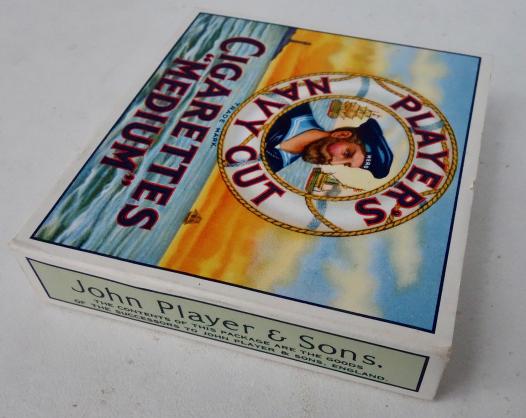 PLAYER'S
NAVY CUT
HERO
TRADE MARK.
CIGARETTES
"MEDIUM"
John Player & Sons.
THE CONTENTS OF THIS PACKAGE ARE THE GOODS
OF THE SUCCESSORS TO JOHN PLAYER & SONS, ENGLAND.